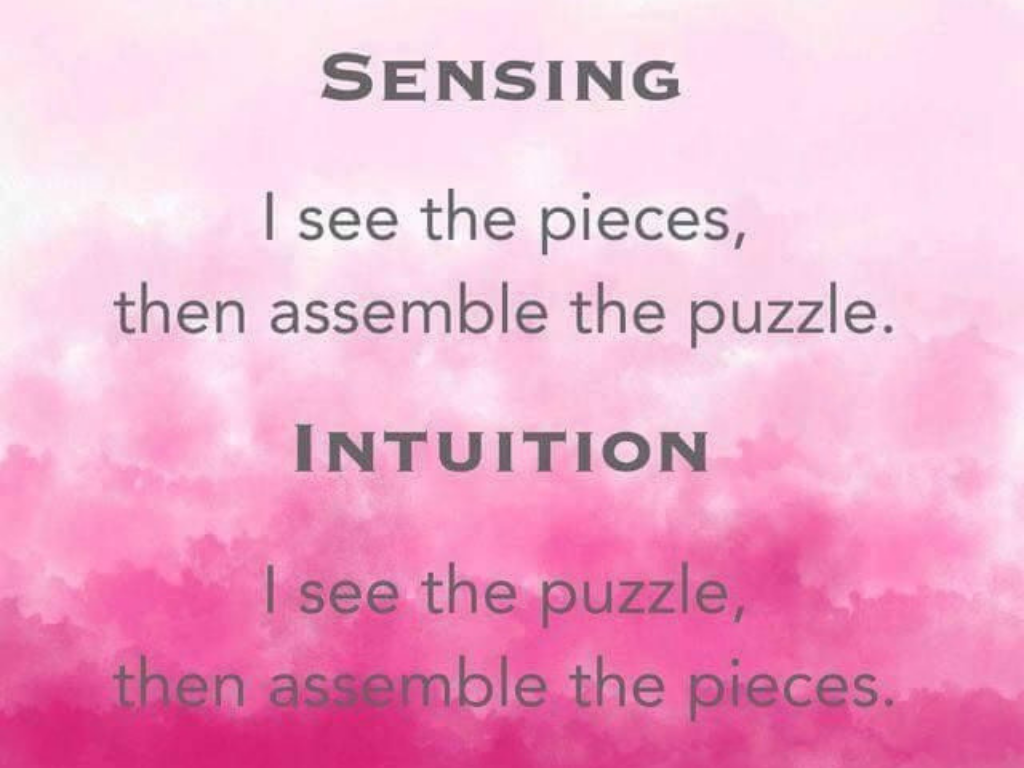 SENSING
I see the pieces,
then assemble the puzzle.
INTUITION
I see the puzzle,
then assemble the pieces.